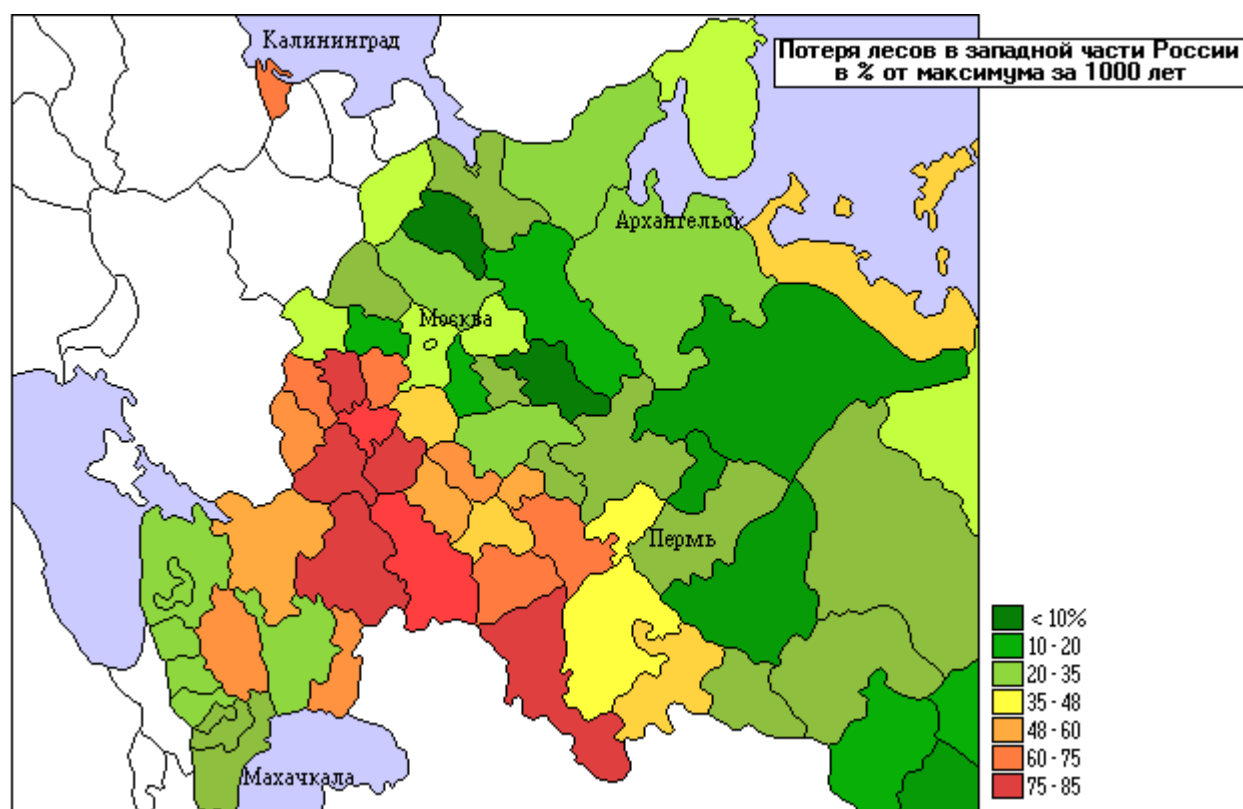 Калининград
Потеря лесов в западной части России
в % от максимума за 1000 лет
Архангельск
Москва
Пермь
Махачкала
< 10%
10 - 20
20 - 35
35 - 48
48 - 60
60 - 75
75 - 85